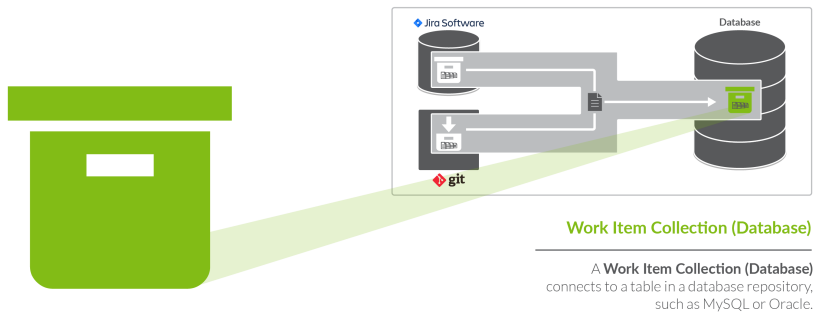 Jira Software
Database
git
Work Item Collection (Database)
A Work Item Collection (Database)
connects to a table in a database repository,
such as MySQL or Oracle.